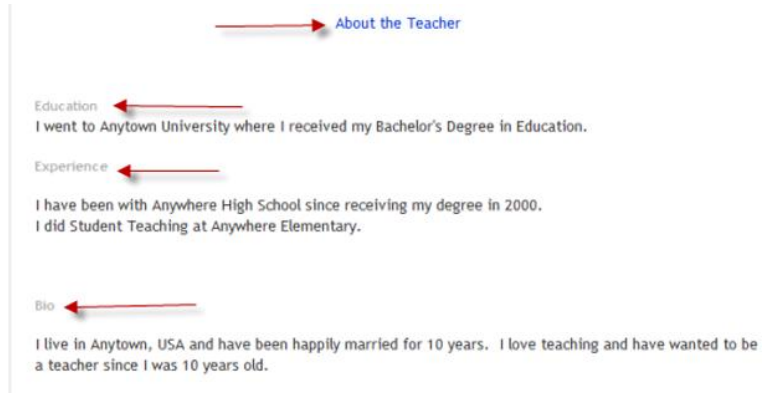 About the Teacher
Education
I went to Anytown University where I received my Bachelor's Degree in Education.
Experience
I have been with Anywhere High School since receiving my degree in 2000.
I did Student Teaching at Anywhere Elementary.
Bio
I live in Anytown, USA and have been happily married for 10 years.  I love teaching and have wanted to be
a teacher since I was 10 years old.